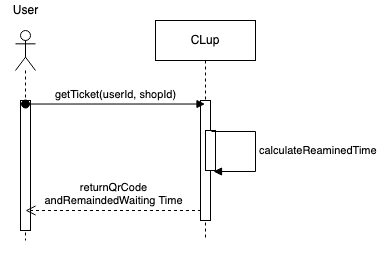 User
CLup
getTicket(userId, shopId)
calculateReaminedTime
returnQrCode
andRemaindedWaiting Time